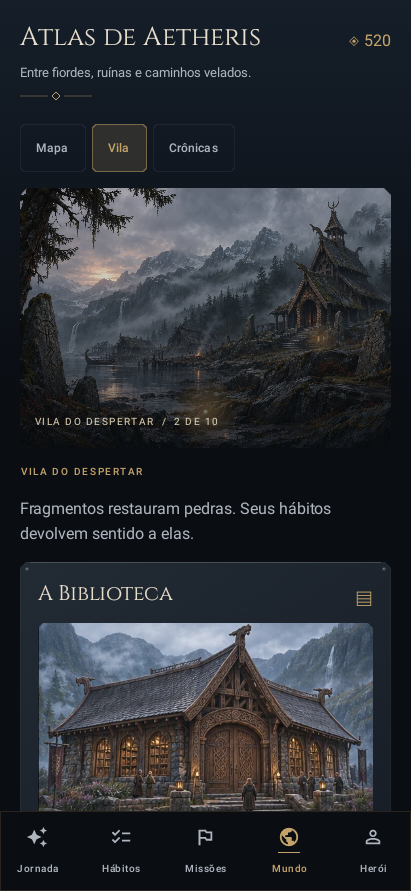 Atlas de Aetheris
520
Entre fiordes, ruínas e caminhos velados.
Mapa
Vila
Crônicas
VILA DO DESPERTAR / 2 DE 10
VILA DO DESPERTAR
Fragmentos restauram pedras. Seus hábitos
devolvem sentido a elas.
A Biblioteca
Jornada
Hábitos
Missões
Mundo
Herói